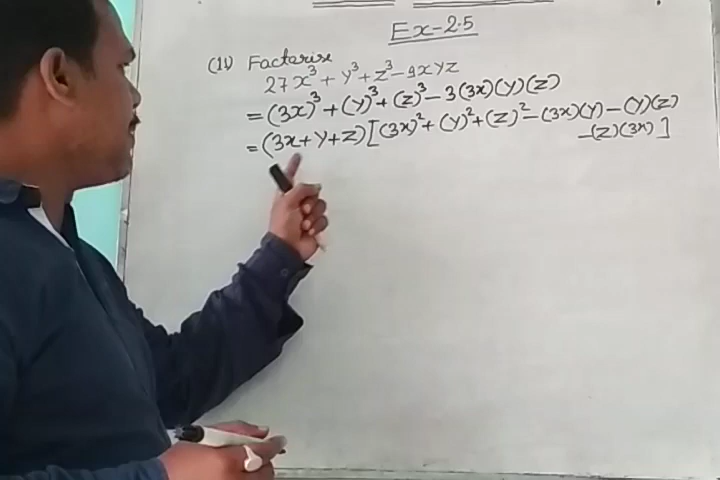 Ex-2.5
(11) Factorise
27x³ + y³ + z³ - 9xyz
= (3x)³ + (y)³ + (z)³ - 3(3x)(y)(z)
= (3x+y+z)[(3x)² + (y)² + (z)² - (3x)(y) - (y)(z)
-(z)(3x)]